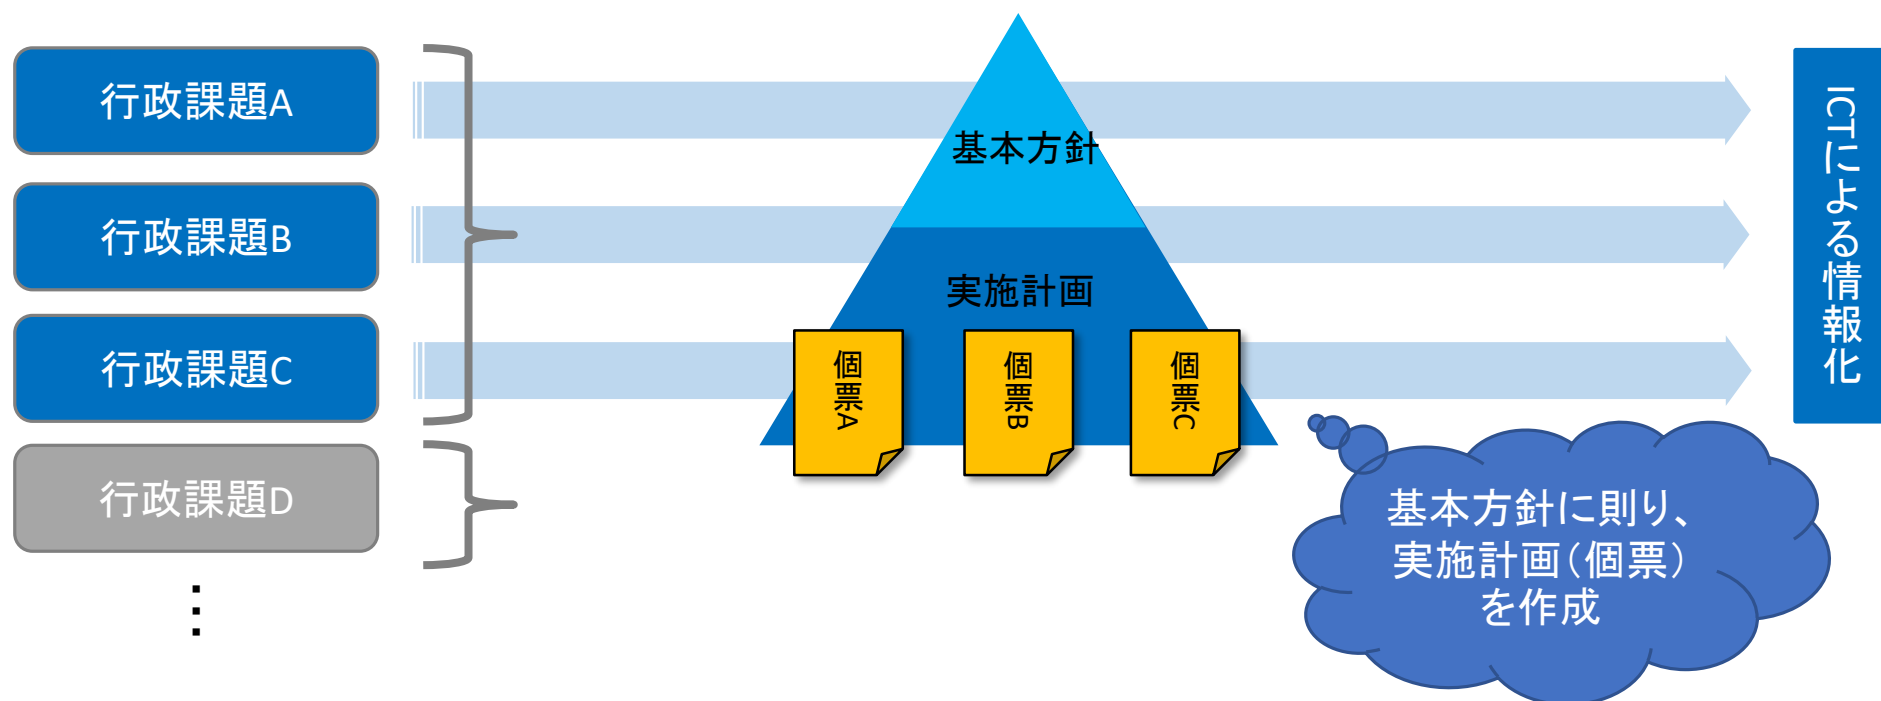 行政課題A
行政課題B
行政課題C
行政課題D
⋮
基本方針
実施計画
個票A
個票B
個票C
ICTによる情報化
基本方針に則り、
実施計画（個票）
を作成